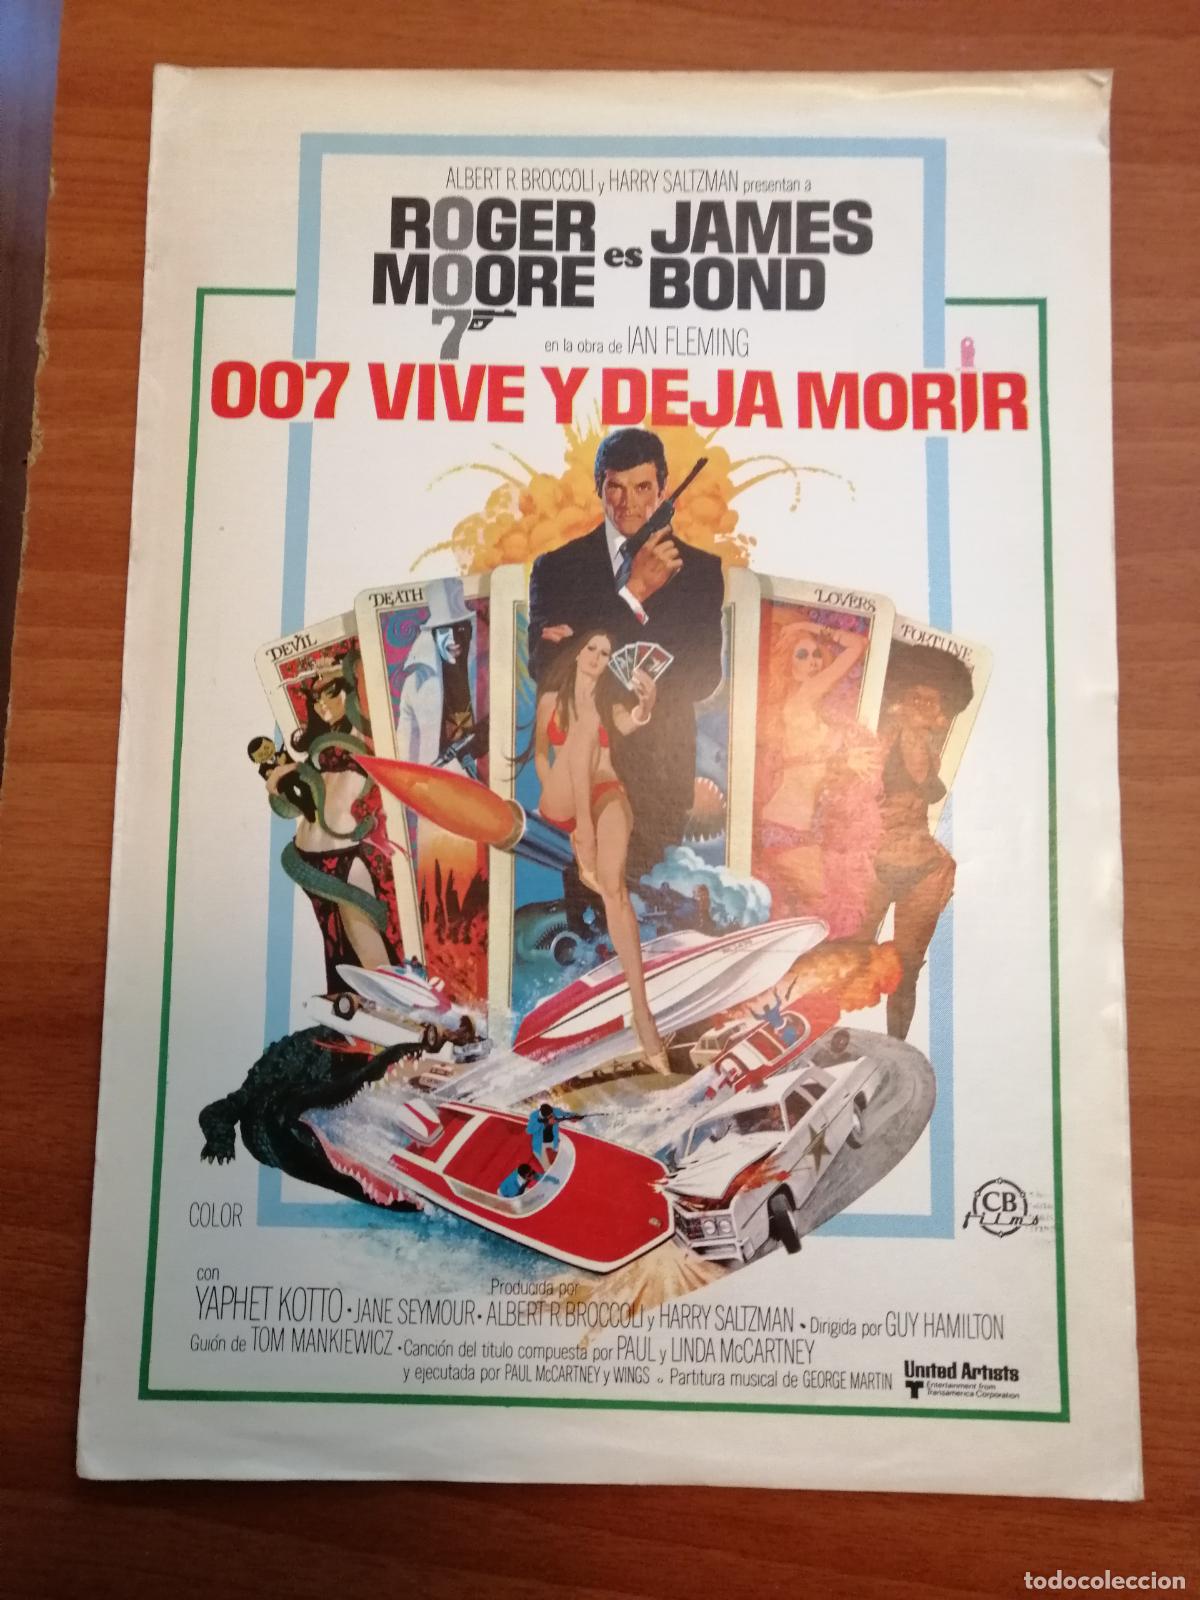 ALBERT R. BROCCOLI y HARRY SALTZMAN presentan a
ROGER MOORE es JAMES BOND
7
en la obra de IAN FLEMING
007 VIVE Y DEJA MORIR
DEVIL
DEATH
LOVERS
FORTUNE
COLOR
CB
films
con
YAPHET KOTTO • JANE SEYMOUR • Producida por ALBERT R. BROCCOLI y HARRY SALTZMAN • Dirigida por GUY HAMILTON
Guión de TOM MANKIEWICZ • Canción del título compuesta por PAUL y LINDA McCARTNEY
y ejecutada por PAUL McCARTNEY y WINGS • Partitura musical de GEORGE MARTIN
United Artists
T Entertainment from
Transamerica Corporation
todocoleccion